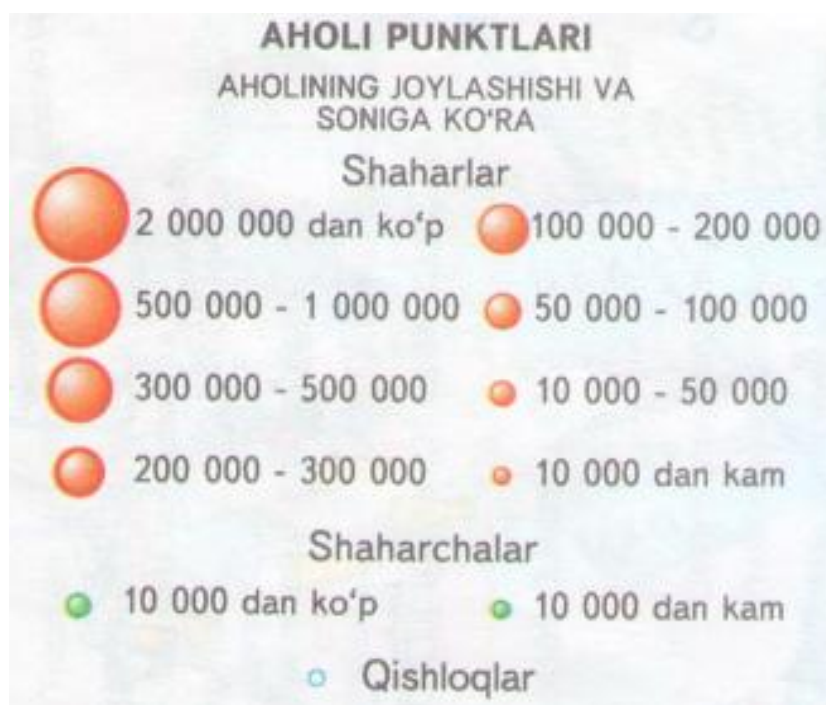 AHOLI PUNKTLARI
AHOLINING JOYLASHISHI VA
SONIGA KO'RA
Shaharlar
2 000 000 dan ko'p 100 000 - 200 000
500 000 - 1 000 000 50 000 - 100 000
300 000 - 500 000 10 000 - 50 000
200 000 - 300 000 10 000 dan kam
Shaharchalar
10 000 dan ko'p 10 000 dan kam
Qishloqlar